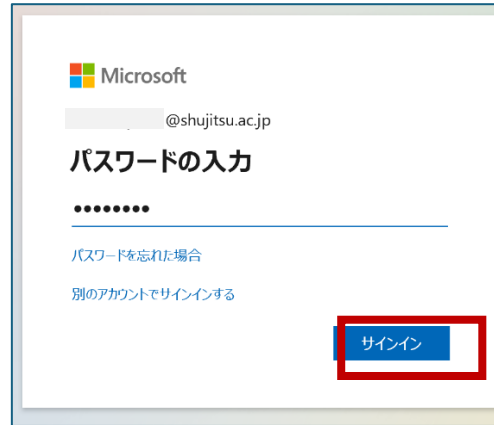 Microsoft
@shujitsu.ac.jp
パスワードの入力
••••••••
パスワードを忘れた場合
別のアカウントでサインインする
サインイン